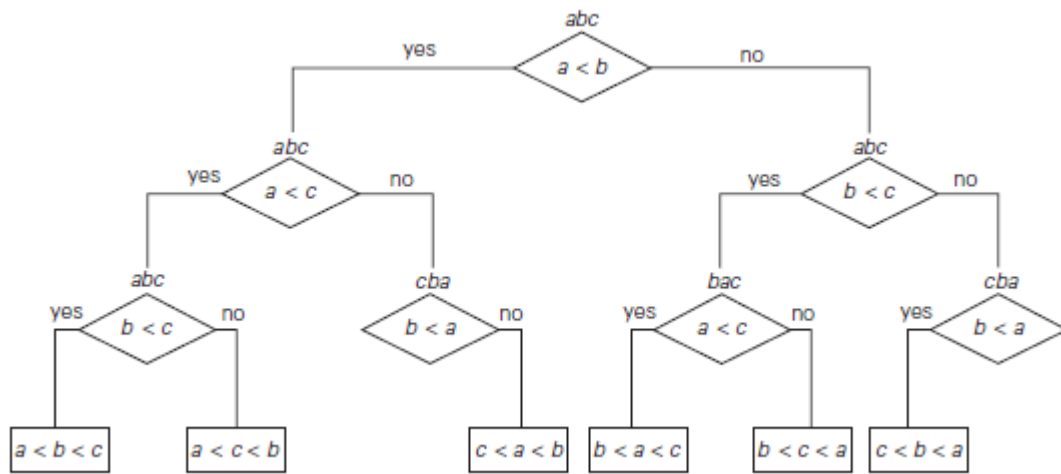 abc
yes
a < b
no
abc
abc
yes
a < c
no
yes
b < c
no
abc
cba
bac
cba
yes
b < c
no
b < a
no
yes
a < c
no
yes
b < a
a < b < c
a < c < b
c < a < b
b < a < c
b < c < a
c < b < a